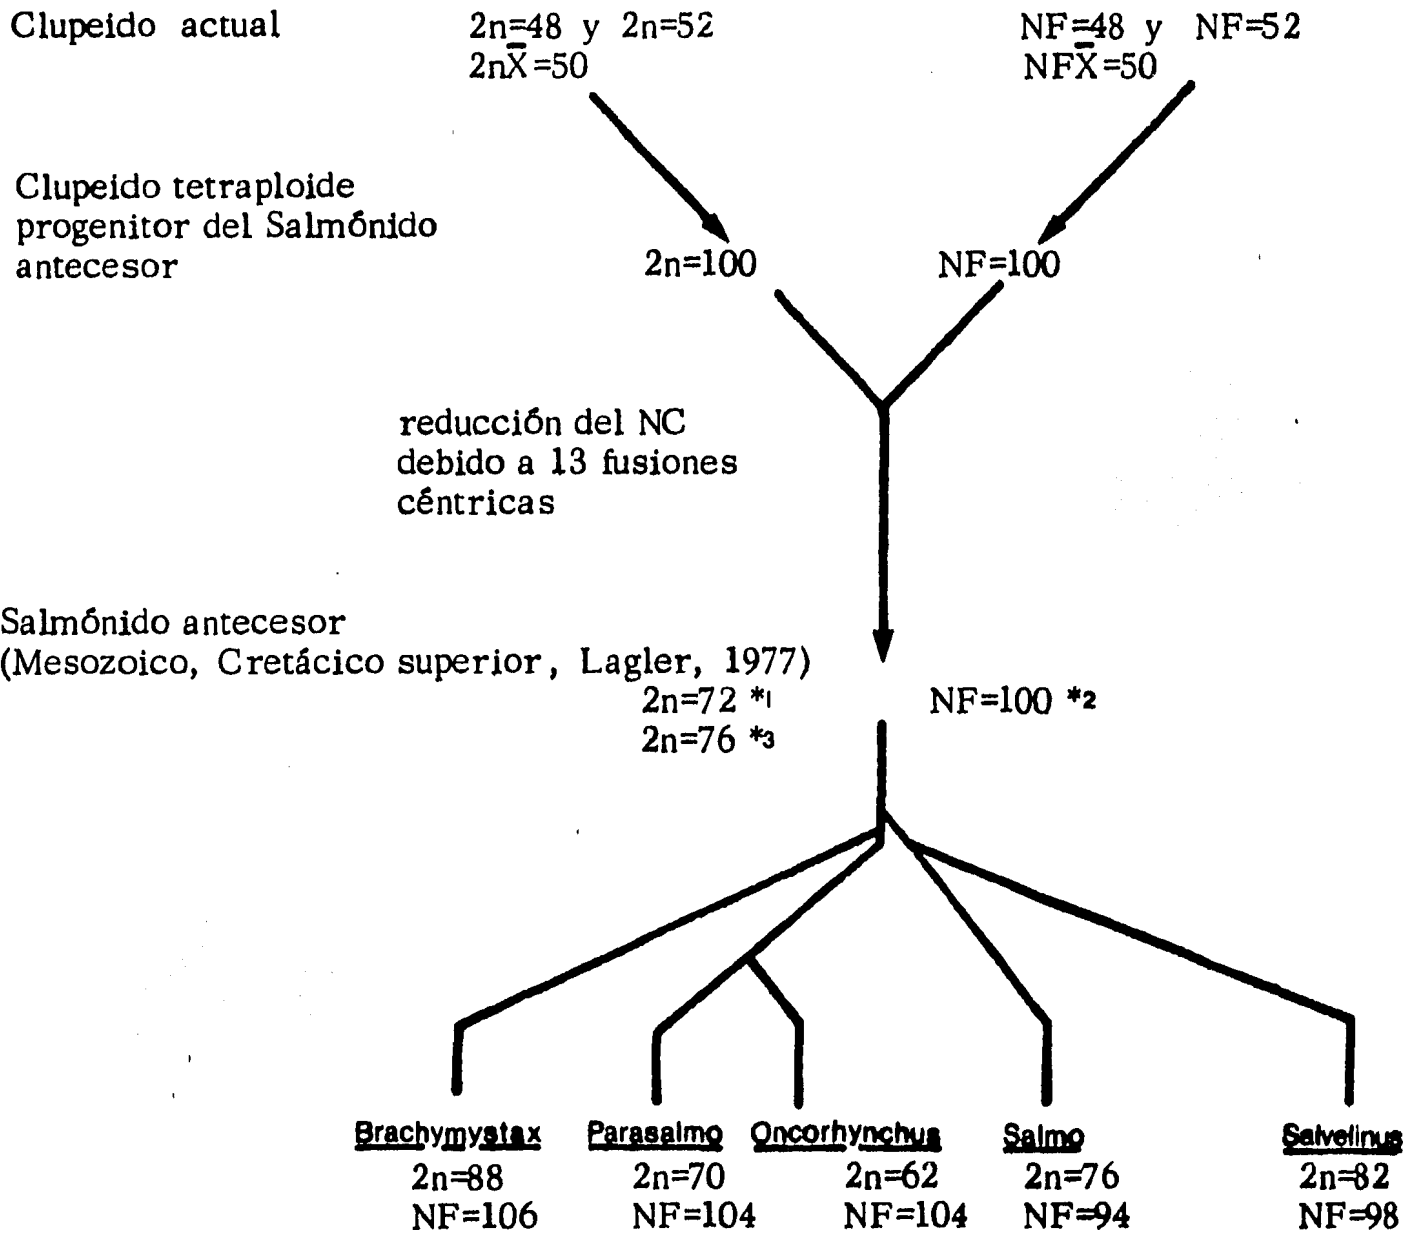 Clupeido actual 2n=48 y 2n=52 NF=48 y NF=52
2nX̄=50 NFX̄=50
Clupeido tetraploide
progenitor del Salmónido
antecesor 2n=100 NF=100
reducción del NC
debido a 13 fusiones
céntricas
Salmónido antecesor
(Mesozoico, Cretácico superior, Lagler, 1977)
2n=72 *1 NF=100 *2
2n=76 *3
Brachymystax Parasalmo Oncorhynchus Salmo Salvelinus
2n=88 2n=70 2n=62 2n=76 2n=82
NF=106 NF=104 NF=104 NF=94 NF=98